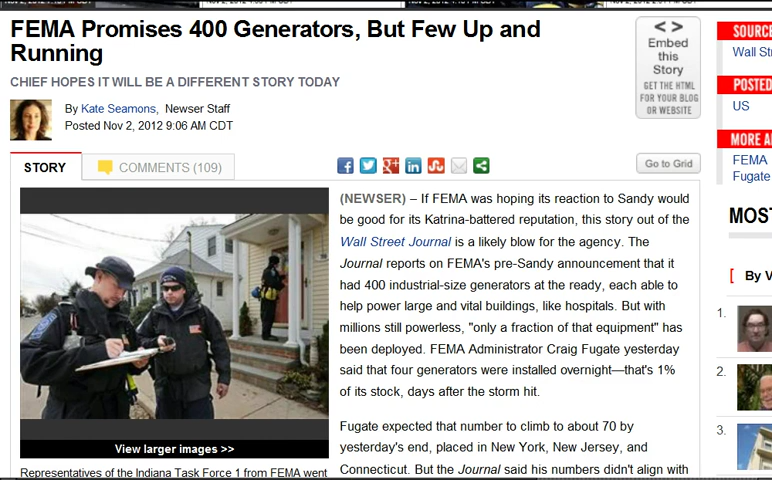 FEMA Promises 400 Generators, But Few Up and
Running
CHIEF HOPES IT WILL BE A DIFFERENT STORY TODAY
By Kate Seamons, Newser Staff
Posted Nov 2, 2012 9:06 AM CDT
< >
Embed
this
Story
GET THE HTML
FOR YOUR BLOG
OR WEBSITE
STORY
COMMENTS (109)
Go to Grid
(NEWSER) – If FEMA was hoping its reaction to Sandy would
be good for its Katrina-battered reputation, this story out of the
Wall Street Journal is a likely blow for the agency. The
Journal reports on FEMA's pre-Sandy announcement that it
had 400 industrial-size generators at the ready, each able to
help power large and vital buildings, like hospitals. But with
millions still powerless, "only a fraction of that equipment" has
been deployed. FEMA Administrator Craig Fugate yesterday
said that four generators were installed overnight—that's 1%
of its stock, days after the storm hit.
Fugate expected that number to climb to about 70 by
yesterday's end, placed in New York, New Jersey, and
Connecticut. But the Journal said his numbers didn't align with
View larger images >>
Representatives of the Indiana Task Force 1 from FEMA went
SOURCE
Wall St
POSTED
US
MORE A
FEMA
Fugate
MOS
[ By V
1.
2.
3.